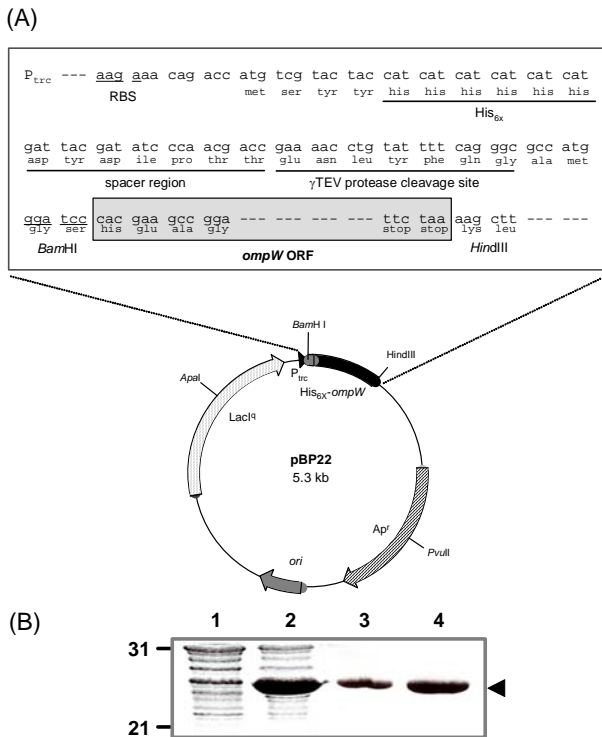 (A)
P trc --- aag aaa cag acc atg tcg tac tac cat cat cat cat cat cat
met ser tyr tyr his his his his his his
RBS
His6x
gat tac gat atc cca acg acc gaa aac ctg tat ttt cag ggc gcc atg
asp tyr asp ile pro thr thr glu asn leu tyr phe gln gly ala met
spacer region γTEV protease cleavage site
gga tcc cac gaa gcc gga --- --- --- --- ttc taa aag ctt --- ---
gly ser his glu ala gly stop stop lys leu
BamHI ompW ORF HindIII
BamH I
HindIII
Ptrc
His6X-ompW
ApaI
LacIq
pBP22
5.3 kb
Apr
PvuII
ori
(B)
1 2 3 4
31
21